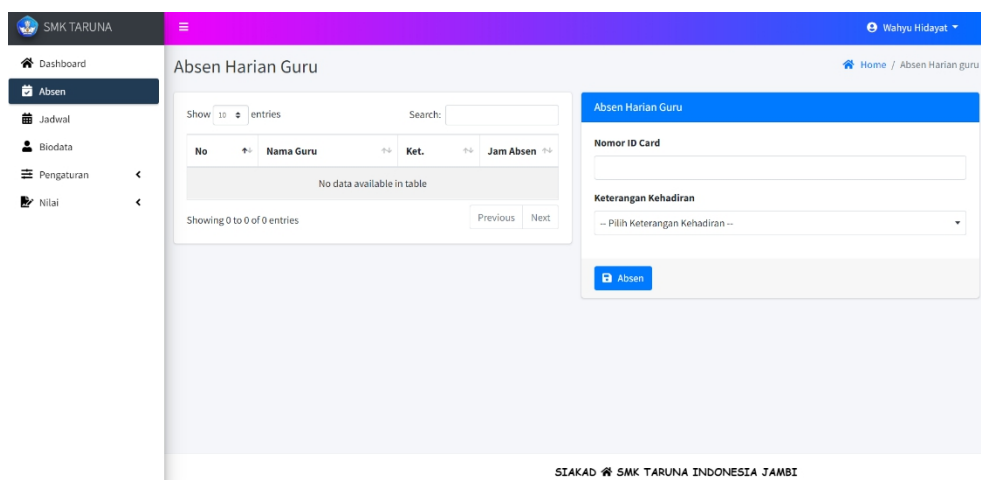 SMK TARUNA
Wahyu Hidayat
Dashboard
Absen
Jadwal
Biodata
Pengaturan
Nilai
Absen Harian Guru
Home / Absen Harian guru
Show 10 entries
Search:
No Nama Guru Ket. Jam Absen
No data available in table
Showing 0 to 0 of 0 entries
Previous Next
Absen Harian Guru
Nomor ID Card
Keterangan Kehadiran
-- Pilih Keterangan Kehadiran --
Absen
SIAKAD SMK TARUNA INDONESIA JAMBI